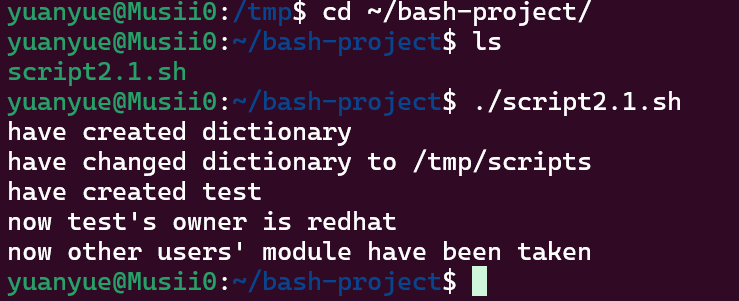 yuanyue@Musii0:/tmp$ cd ~/bash-project/
yuanyue@Musii0:~/bash-project$ ls
script2.1.sh
yuanyue@Musii0:~/bash-project$ ./script2.1.sh
have created dictionary
have changed dictionary to /tmp/scripts
have created test
now test's owner is redhat
now other users' module have been taken
yuanyue@Musii0:~/bash-project$